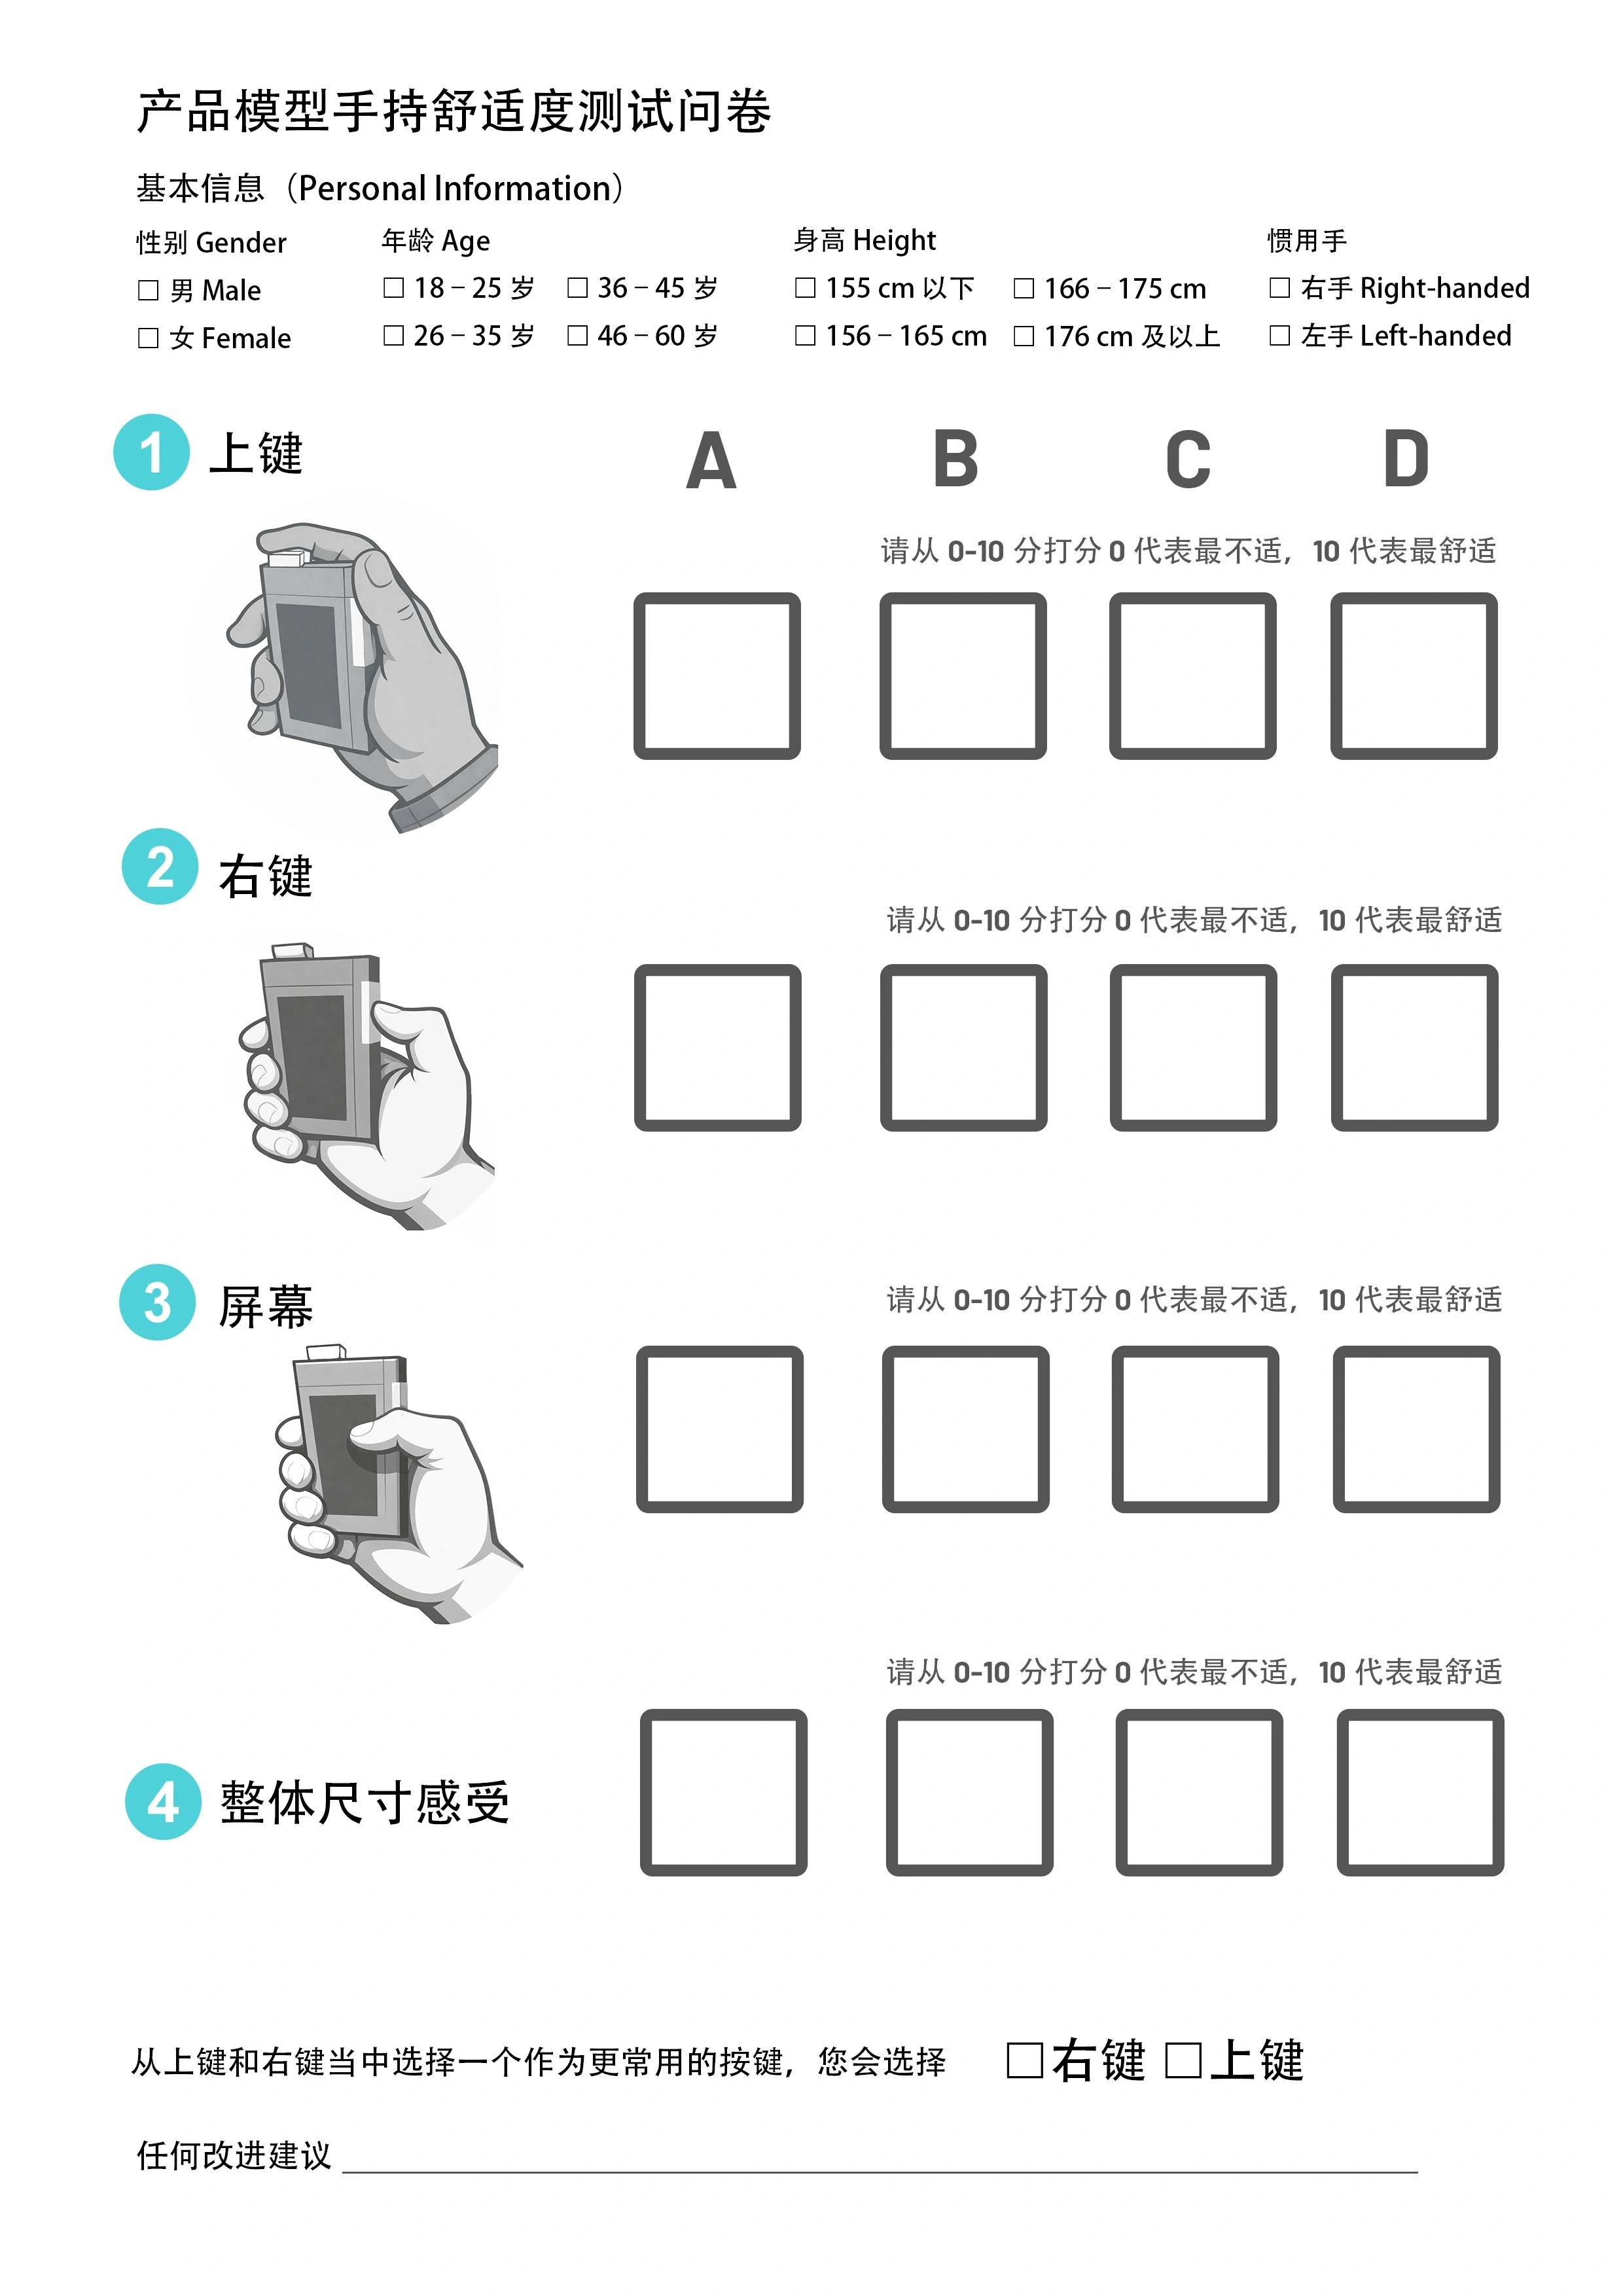 产品模型手持舒适度测试问卷
基本信息（Personal Information）
性别 Gender
□ 男 Male
□ 女 Female
年龄 Age
□ 18 – 25 岁 □ 36 – 45 岁
□ 26 – 35 岁 □ 46 – 60 岁
身高 Height
□ 155 cm 以下 □ 166 – 175 cm
□ 156 – 165 cm □ 176 cm 及以上
惯用手
□ 右手 Right-handed
□ 左手 Left-handed
1 上键
A B C D
请从 0-10 分打分 0 代表最不适，10 代表最舒适
2 右键
请从 0-10 分打分 0 代表最不适，10 代表最舒适
3 屏幕
请从 0-10 分打分 0 代表最不适，10 代表最舒适
请从 0-10 分打分 0 代表最不适，10 代表最舒适
4 整体尺寸感受
从上键和右键当中选择一个作为更常用的按键，您会选择 □右键 □上键
任何改进建议